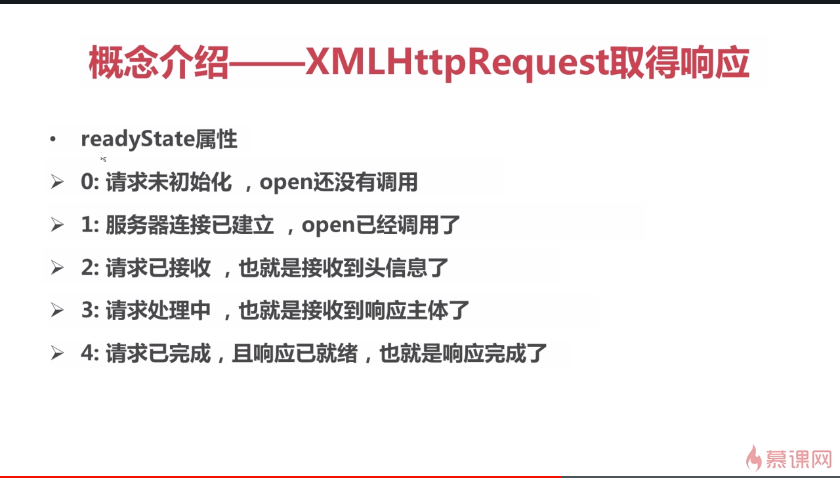 概念介绍——XMLHttpRequest取得响应
• readyState属性
➢ 0: 请求未初始化 ，open还没有调用
➢ 1: 服务器连接已建立 ，open已经调用了
➢ 2: 请求已接收 ，也就是接收到头信息了
➢ 3: 请求处理中 ，也就是接收到响应主体了
➢ 4: 请求已完成，且响应已就绪，也就是响应完成了
慕课网